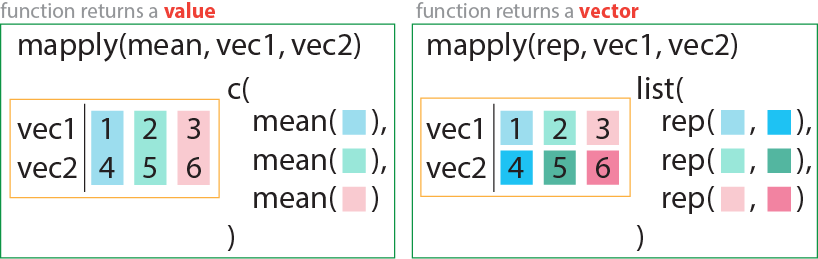 function returns a value
mapply(mean, vec1, vec2)
c(
vec1 1 2 3
mean( ),
vec2 4 5 6
mean( ),
mean( )
)
function returns a vector
mapply(rep, vec1, vec2)
list(
vec1 1 2 3
rep( , ),
vec2 4 5 6
rep( , ),
rep( , )
)